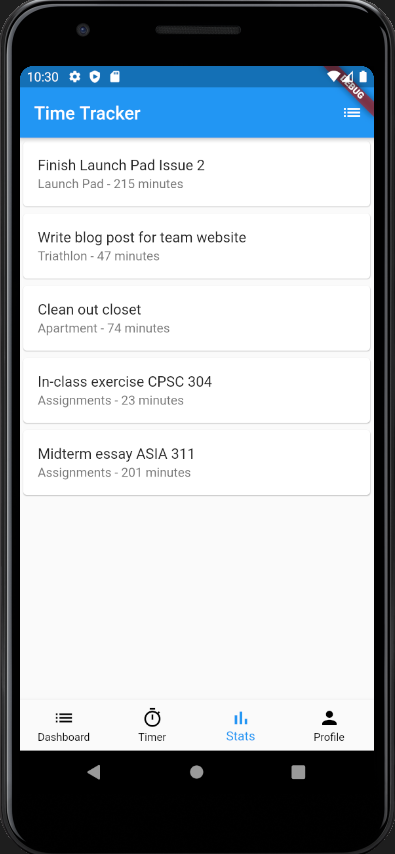 10:30
DEBUG
Time Tracker
Finish Launch Pad Issue 2
Launch Pad - 215 minutes
Write blog post for team website
Triathlon - 47 minutes
Clean out closet
Apartment - 74 minutes
In-class exercise CPSC 304
Assignments - 23 minutes
Midterm essay ASIA 311
Assignments - 201 minutes
Dashboard
Timer
Stats
Profile